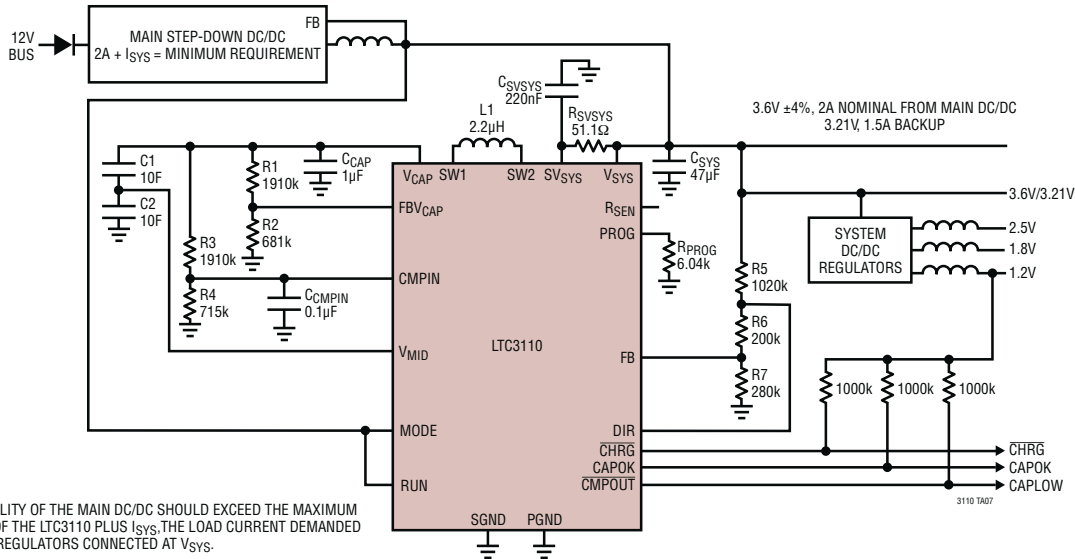 FB
12V
BUS
MAIN STEP-DOWN DC/DC
2A + ISYS = MINIMUM REQUIREMENT
CSVSYS
220nF
RSVSYS
51.1Ω
L1
2.2µH
3.6V ±4%, 2A NOMINAL FROM MAIN DC/DC
3.21V, 1.5A BACKUP
C1
10F
C2
10F
R1
1910k
CCAP
1µF
R2
681k
R3
1910k
R4
715k
CCMPIN
0.1µF
VCAP
SW1
SW2
SVSYS
VSYS
CSYS
47µF
FBVCAP
RSEN
PROG
RPROG
6.04k
CMPIN
VMID
LTC3110
FB
MODE
DIR
CHRG
CAPOK
CMPOUT
RUN
SGND
PGND
R5
1020k
R6
200k
R7
280k
3.6V/3.21V
SYSTEM
DC/DC
REGULATORS
2.5V
1.8V
1.2V
1000k
1000k
1000k
CHRG
CAPOK
CAPLOW
3110 TA07
LITY OF THE MAIN DC/DC SHOULD EXCEED THE MAXIMUM
OF THE LTC3110 PLUS ISYS,THE LOAD CURRENT DEMANDED
REGULATORS CONNECTED AT VSYS.